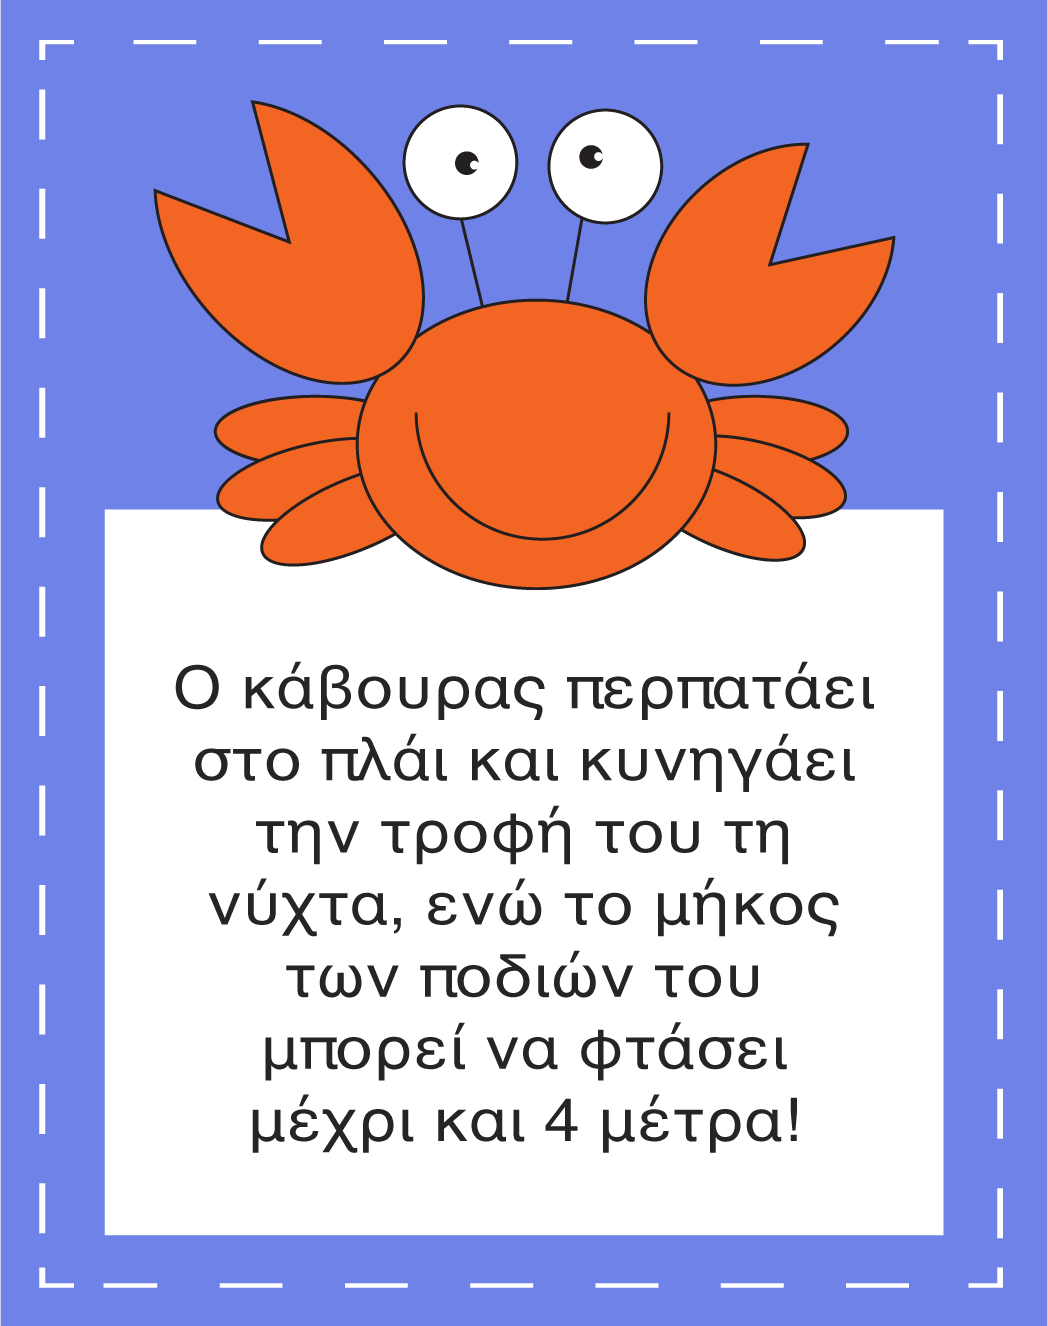 Ο κάβουρας περπατάει
στο πλάι και κυνηγάει
την τροφή του τη
νύχτα, ενώ το μήκος
των ποδιών του
μπορεί να φτάσει
μέχρι και 4 μέτρα!